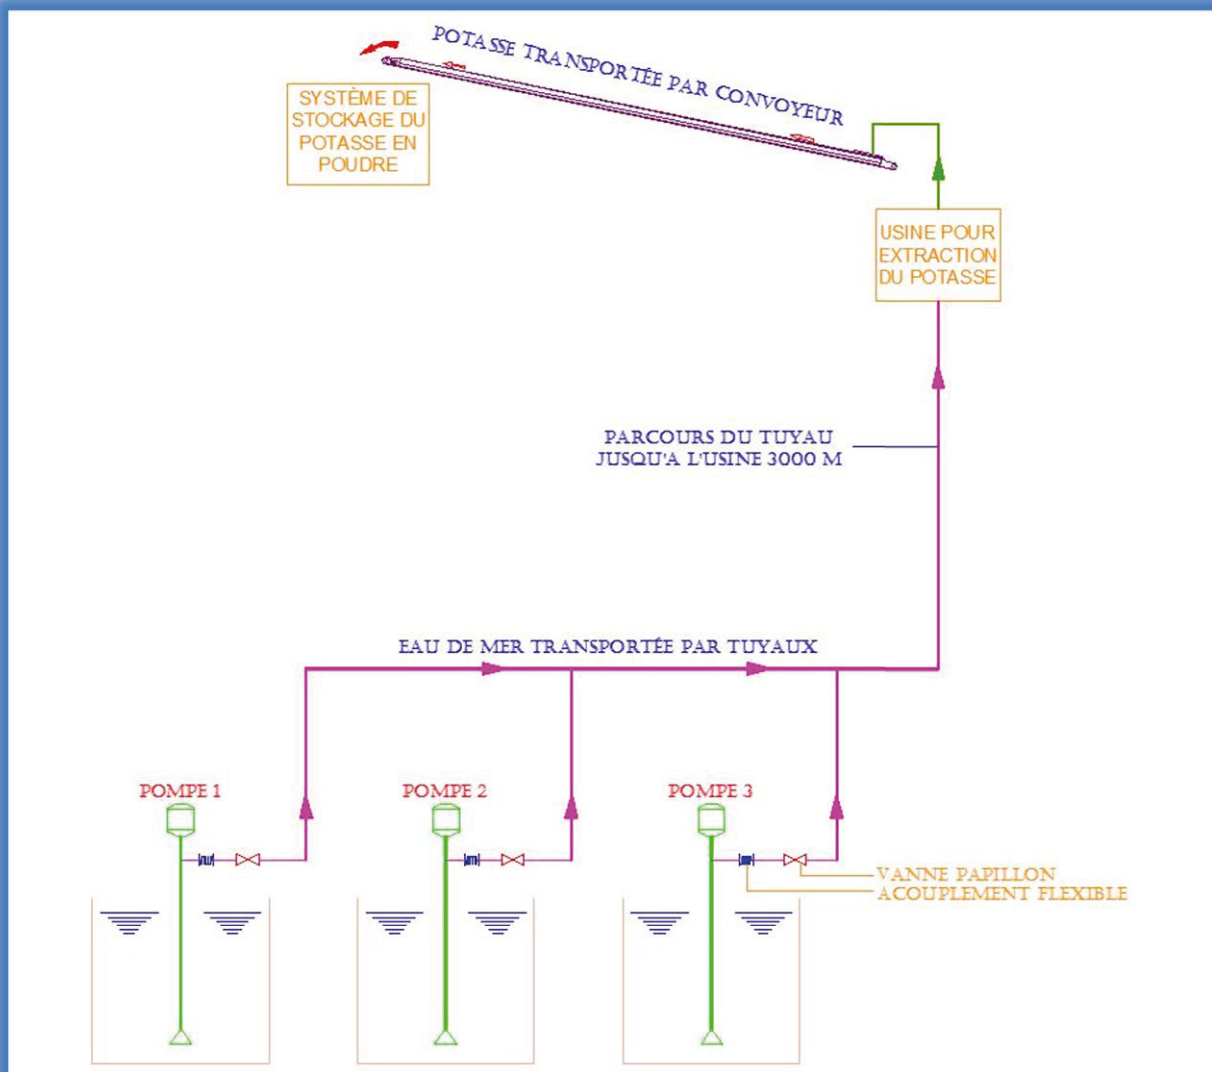 POTASSE TRANSPORTÉE PAR CONVOYEUR
SYSTÈME DE
STOCKAGE DU
POTASSE EN
POUDRE
USINE POUR
EXTRACTION
DU POTASSE
PARCOURS DU TUYAU
JUSQU'A L'USINE 3000 M
EAU DE MER TRANSPORTÉE PAR TUYAUX
POMPE 1
POMPE 2
POMPE 3
VANNE PAPILLON
ACOUPLEMENT FLEXIBLE